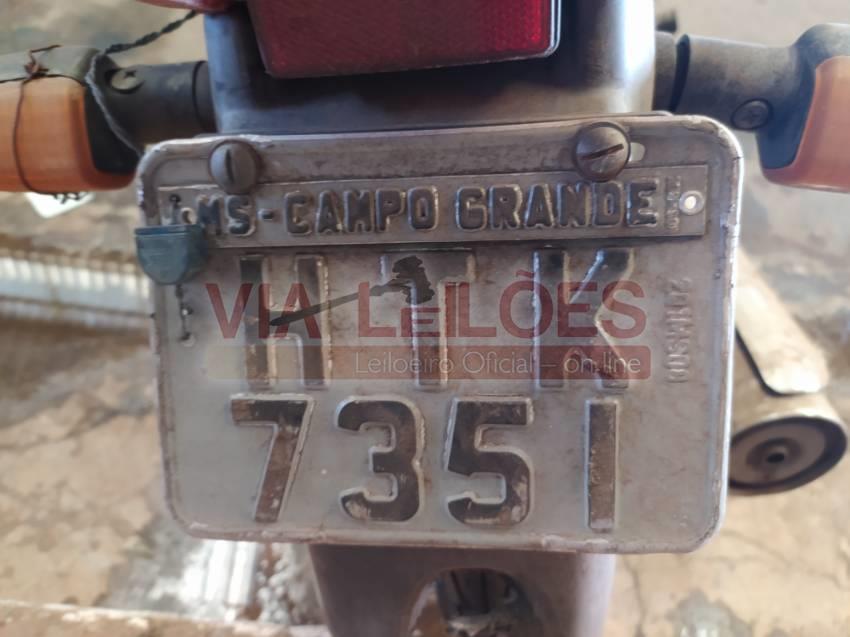 MS - CAMPO GRANDE
HTK
7351
VIA LEILÕES
Leiloeiro Oficial – on-line